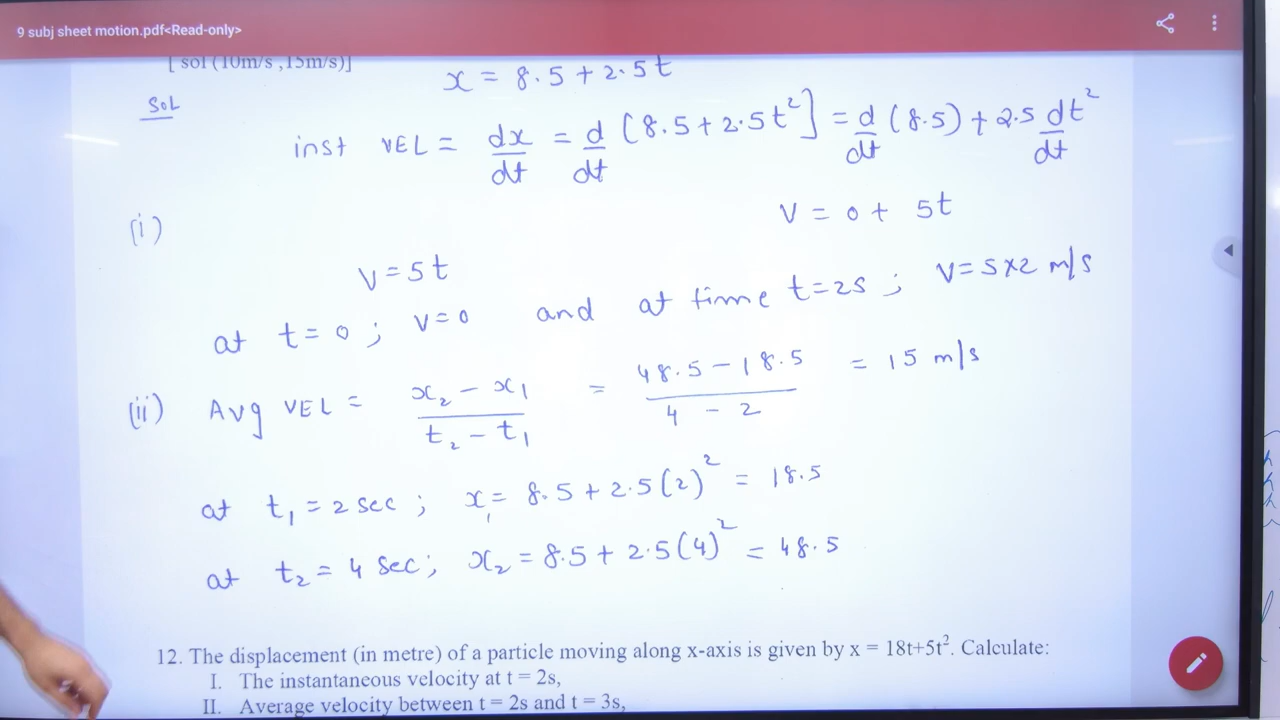 9 subj sheet motion.pdf<Read-only>
[ sol (10m/s ,15m/s)]
x = 8.5 + 2.5t
SOL
inst VEL = dx/dt = d/dt [8.5 + 2.5t²] = d/dt (8.5) + 2.5 dt²/dt
(i)
V = 0 + 5t
V = 5t
at t = 0 ; V = 0 and at time t = 2s ; V = 5×2 m/s
(ii) Avg VEL = x₂ − x₁ / t₂ − t₁ = 48.5 − 18.5 / 4 − 2 = 15 m/s
at t₁ = 2 sec ; x₁ = 8.5 + 2.5(2)² = 18.5
at t₂ = 4 sec ; x₂ = 8.5 + 2.5(4)² = 48.5
12. The displacement (in metre) of a particle moving along x-axis is given by x = 18t+5t². Calculate:
I. The instantaneous velocity at t = 2s,
II. Average velocity between t = 2s and t = 3s,